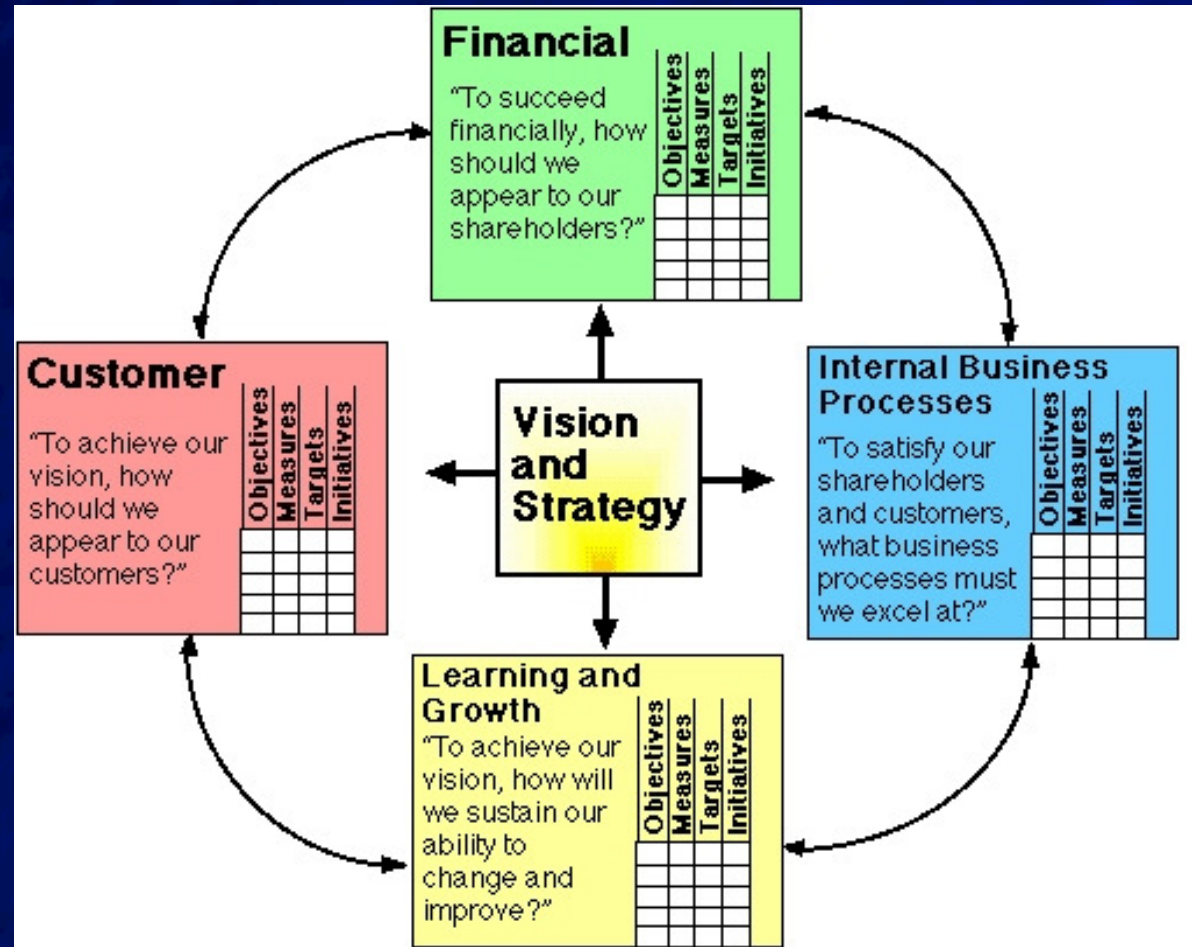 Financial
“To succeed
financially, how
should we
appear to our
shareholders?”
Objectives
Measures
Targets
Initiatives
Customer
“To achieve our
vision, how
should we
appear to our
customers?”
Objectives
Measures
Targets
Initiatives
Vision
and
Strategy
Internal Business
Processes
“To satisfy our
shareholders
and customers,
what business
processes must
we excel at?”
Objectives
Measures
Targets
Initiatives
Learning and
Growth
“To achieve our
vision, how will
we sustain our
ability to
change and
improve?”
Objectives
Measures
Targets
Initiatives